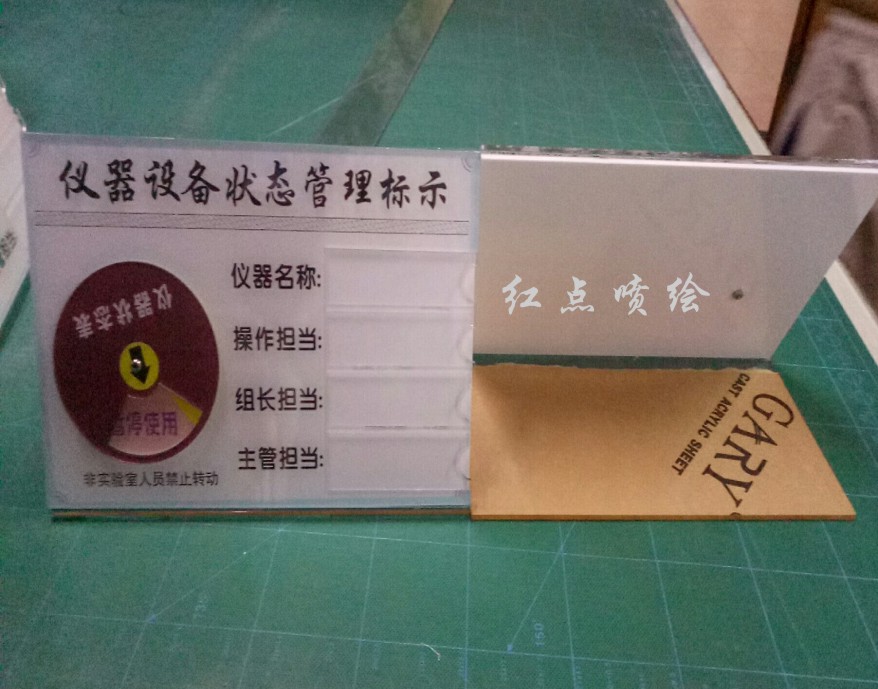 仪器设备状态管理标示
仪器状态表
暂停使用
非实验室人员禁止转动
仪器名称:
操作担当:
组长担当:
主管担当:
红点喷绘
GARY
CAST ACRYLIC SHEET
150